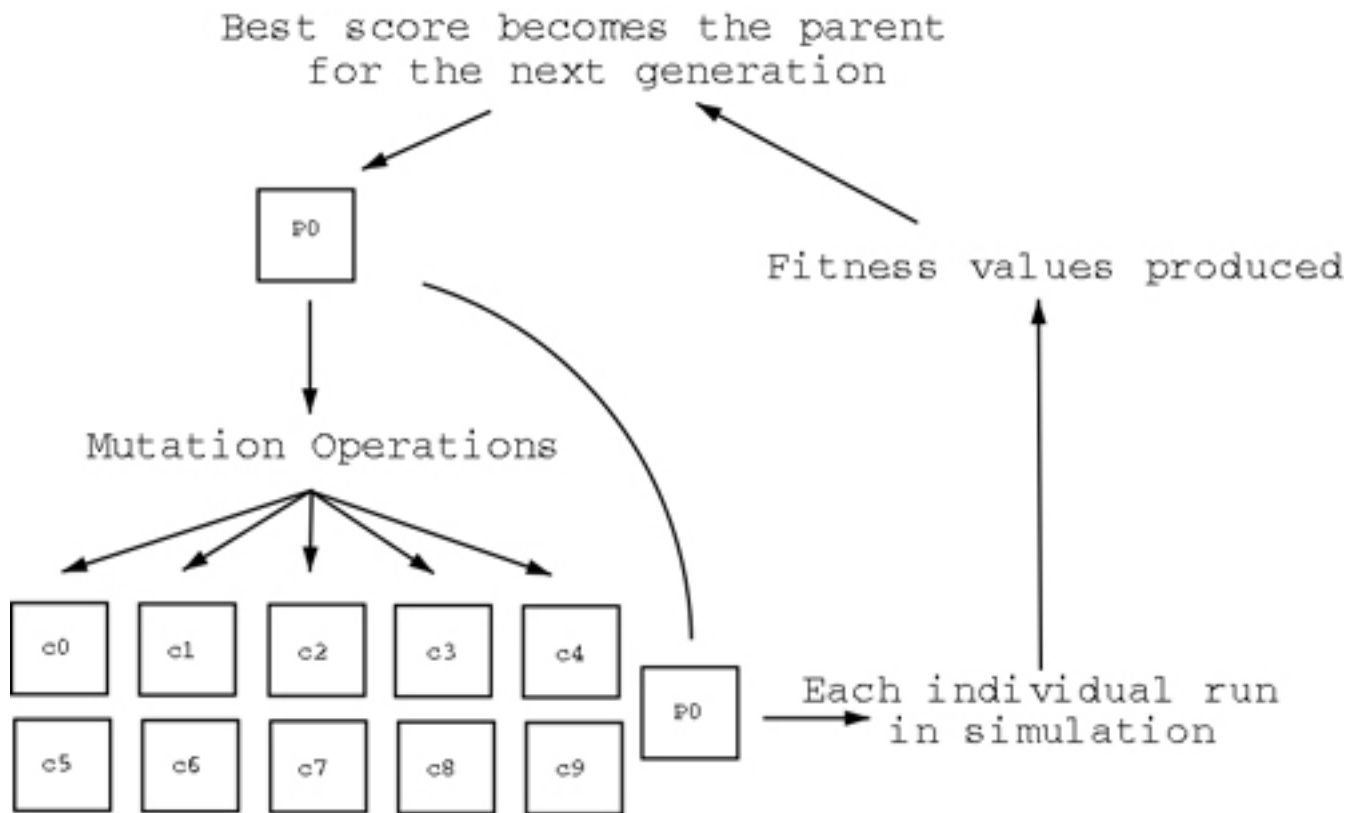 Best score becomes the parent
for the next generation
P0
Fitness values produced
Mutation Operations
c0 c1 c2 c3 c4
P0
Each individual run
in simulation
c5 c6 c7 c8 c9